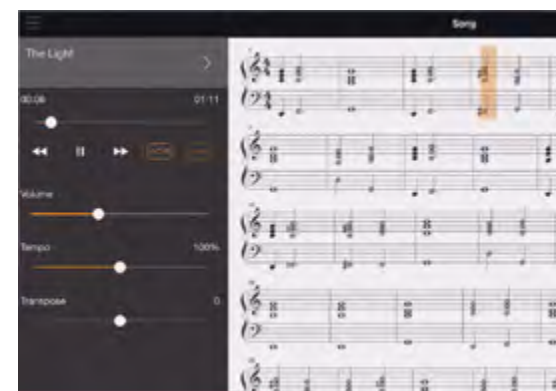 Song
The Light
00:06
01:11
Volume
Tempo 100%
Transpose 0